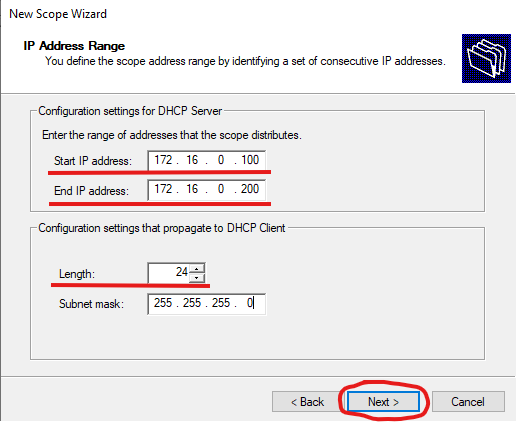 New Scope Wizard
IP Address Range
You define the scope address range by identifying a set of consecutive IP addresses.
Configuration settings for DHCP Server
Enter the range of addresses that the scope distributes.
Start IP address: 172 . 16 . 0 . 100
End IP address: 172 . 16 . 0 . 200
Configuration settings that propagate to DHCP Client
Length: 24
Subnet mask: 255 . 255 . 255 . 0
< Back Next > Cancel